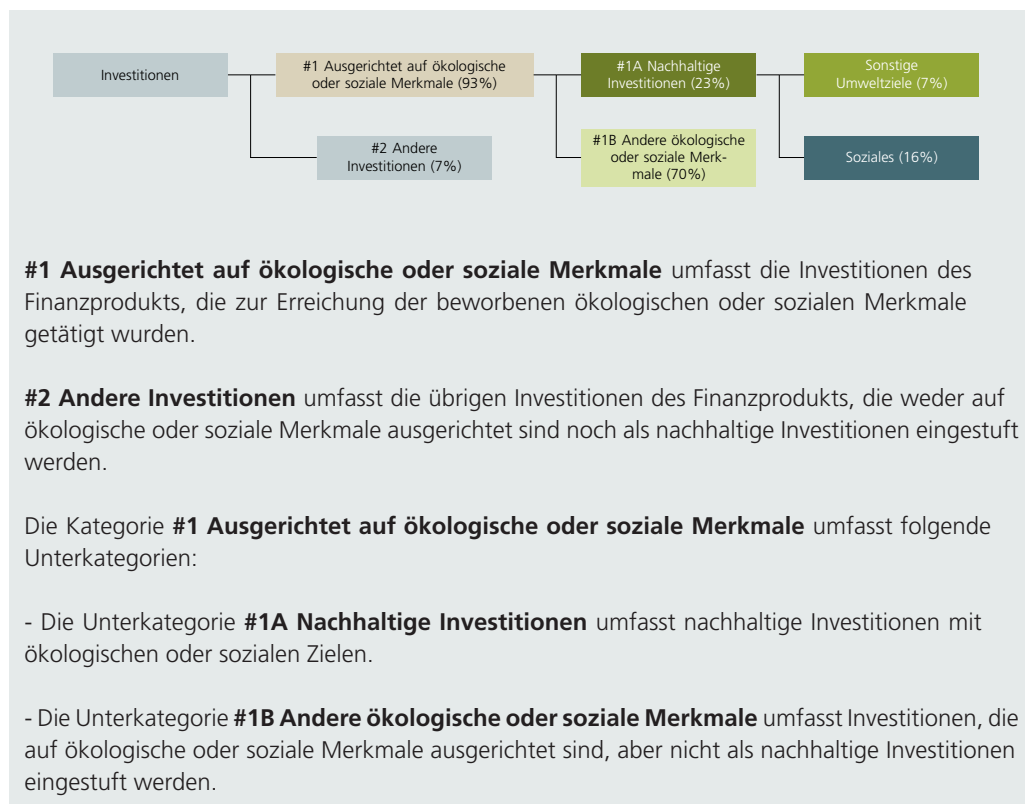 Investitionen
#1 Ausgerichtet auf ökologische
oder soziale Merkmale (93%)
#1A Nachhaltige
Investitionen (23%)
Sonstige
Umweltziele (7%)
#2 Andere
Investitionen (7%)
#1B Andere ökologische
oder soziale Merk-
male (70%)
Soziales (16%)
#1 Ausgerichtet auf ökologische oder soziale Merkmale umfasst die Investitionen des
Finanzprodukts, die zur Erreichung der beworbenen ökologischen oder sozialen Merkmale
getätigt wurden.
#2 Andere Investitionen umfasst die übrigen Investitionen des Finanzprodukts, die weder auf
ökologische oder soziale Merkmale ausgerichtet sind noch als nachhaltige Investitionen eingestuft
werden.
Die Kategorie #1 Ausgerichtet auf ökologische oder soziale Merkmale umfasst folgende
Unterkategorien:
- Die Unterkategorie #1A Nachhaltige Investitionen umfasst nachhaltige Investitionen mit
ökologischen oder sozialen Zielen.
- Die Unterkategorie #1B Andere ökologische oder soziale Merkmale umfasst Investitionen, die
auf ökologische oder soziale Merkmale ausgerichtet sind, aber nicht als nachhaltige Investitionen
eingestuft werden.